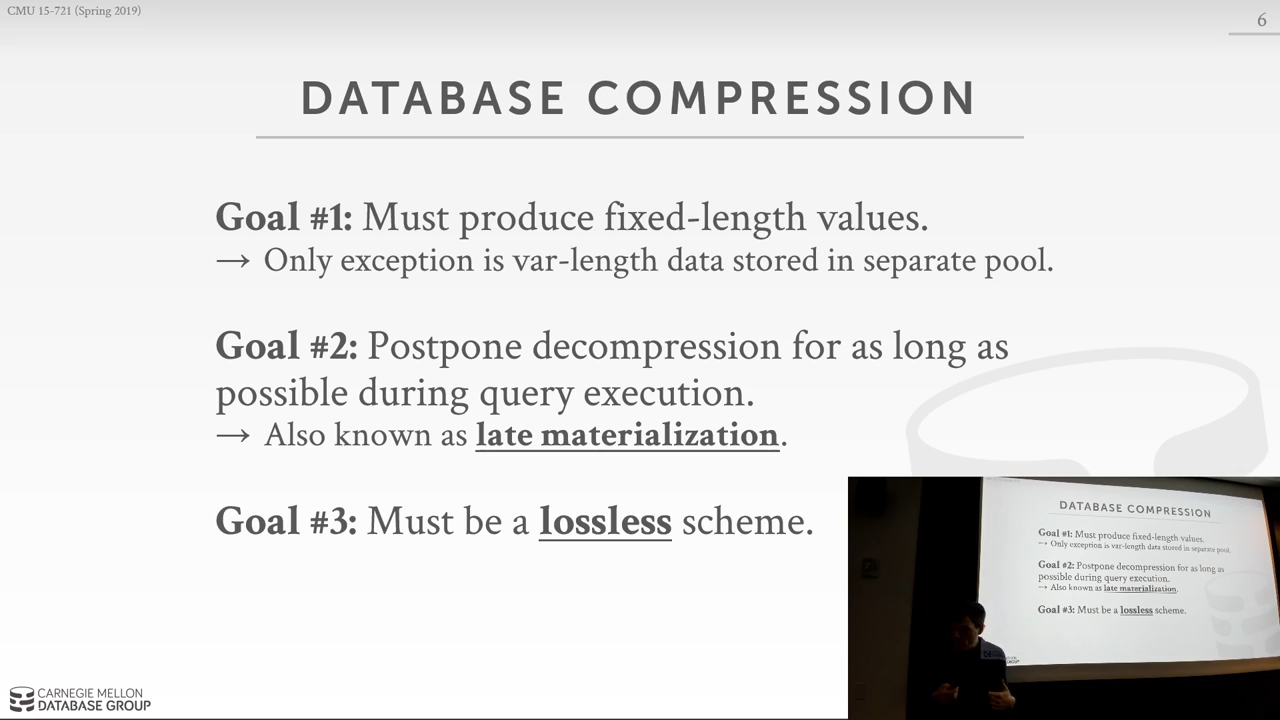 CMU 15-721 (Spring 2019)
6
DATABASE COMPRESSION
Goal #1: Must produce fixed-length values.
→ Only exception is var-length data stored in separate pool.
Goal #2: Postpone decompression for as long as
possible during query execution.
→ Also known as late materialization.
Goal #3: Must be a lossless scheme.
CARNEGIE MELLON
DATABASE GROUP
DATABASE COMPRESSION
Goal #1: Must produce fixed-length values.
→ Only exception is var-length data stored in separate pool.
Goal #2: Postpone decompression for as long as
possible during query execution.
→ Also known as late materialization.
Goal #3: Must be a lossless scheme.